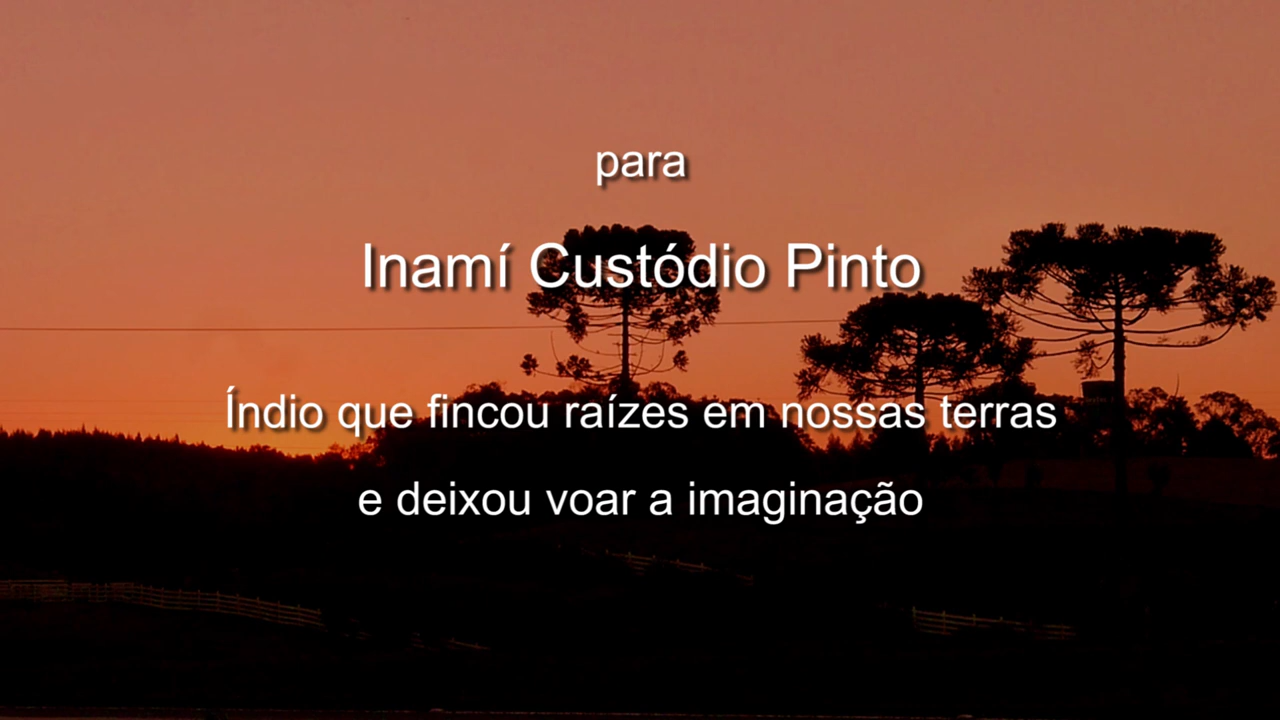 para
Inamí Custódio Pinto
Índio que fincou raízes em nossas terras
e deixou voar a imaginação